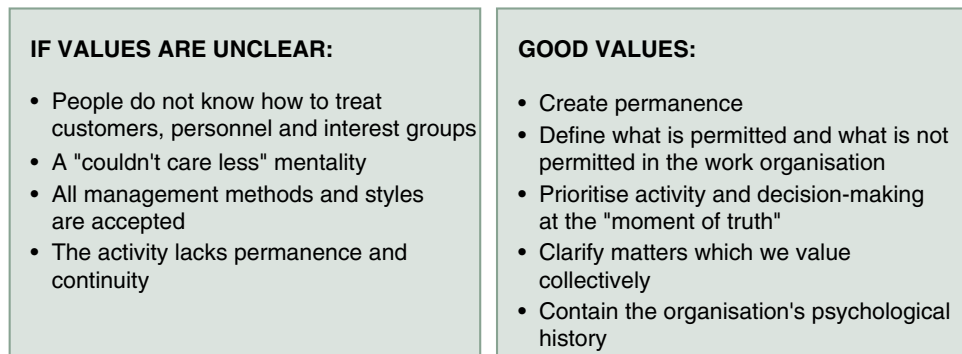 IF VALUES ARE UNCLEAR:
• People do not know how to treat
customers, personnel and interest groups
• A "couldn't care less" mentality
• All management methods and styles
are accepted
• The activity lacks permanence and
continuity
GOOD VALUES:
• Create permanence
• Define what is permitted and what is not
permitted in the work organisation
• Prioritise activity and decision-making
at the "moment of truth"
• Clarify matters which we value
collectively
• Contain the organisation's psychological
history